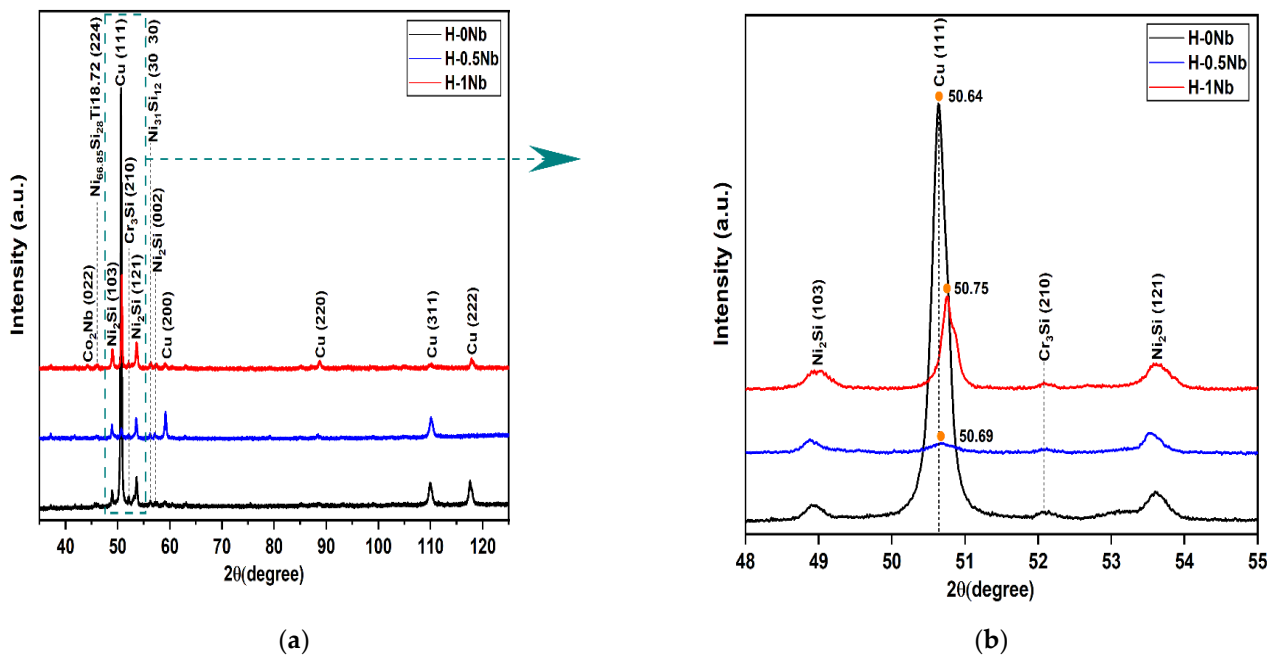 Intensity (a.u.)
Co₂Nb (022)
Ni₆₆.₈₅Si₂₈Ti18.72 (224)
Ni₂Si (103)
Cu (111)
Cr₃Si (210)
Ni₂Si (121)
Ni₃₁Si₁₂ (30 30)
Ni₂Si (002)
Cu (200)
Cu (220)
Cu (311)
Cu (222)
H-0Nb
H-0.5Nb
H-1Nb
40 50 60 70 80 90 100 110 120
2θ(degree)
(a)
Intensity (a.u.)
Ni₂Si (103)
Cu (111)
Cr₃Si (210)
Ni₂Si (121)
50.64
50.75
50.69
H-0Nb
H-0.5Nb
H-1Nb
48 49 50 51 52 53 54 55
2θ(degree)
(b)